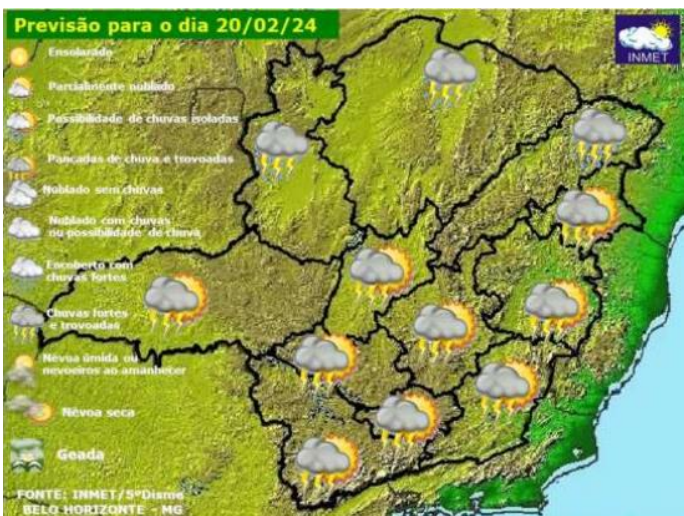 Previsão para o dia 20/02/24
INMET
Ensolarado
Parcialmente nublado
Possibilidade de chuvas isoladas
Pancadas de chuva e trovoadas
Nublado sem chuvas
Nublado com chuvas
ou possibilidade de chuva
Encoberto com
chuvas fortes
Chuvas fortes
e trovoadas
Névoa úmida ou
nevoeiros ao amanhecer
Névoa seca
Geada
FONTE: INMET/5ºDisme
BELO HORIZONTE - MG